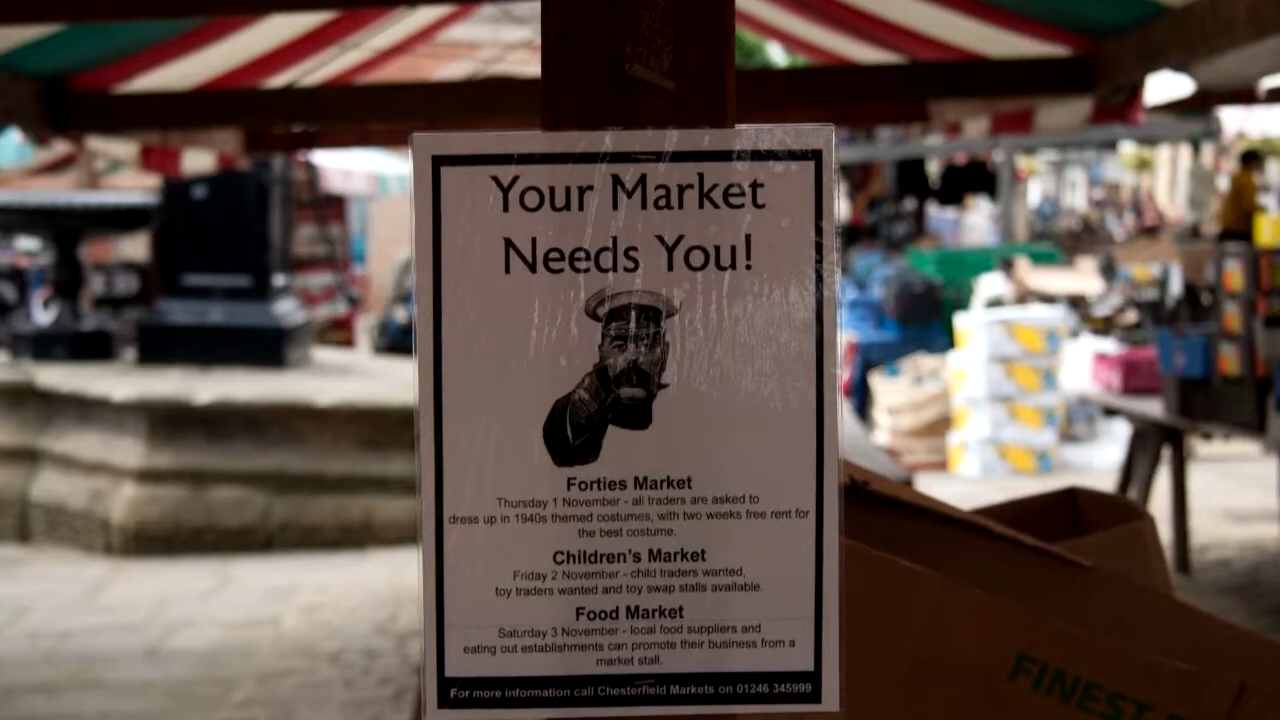 Your Market
Needs You!
Forties Market
Thursday 1 November - all traders are asked to
dress up in 1940s themed costumes, with two weeks free rent for
the best costume.
Children's Market
Friday 2 November - child traders wanted,
toy traders wanted and toy swap stalls available.
Food Market
Saturday 3 November - local food suppliers and
eating out establishments can promote their business from a
market stall.
For more information call Chesterfield Markets on 01246 345999
FINEST